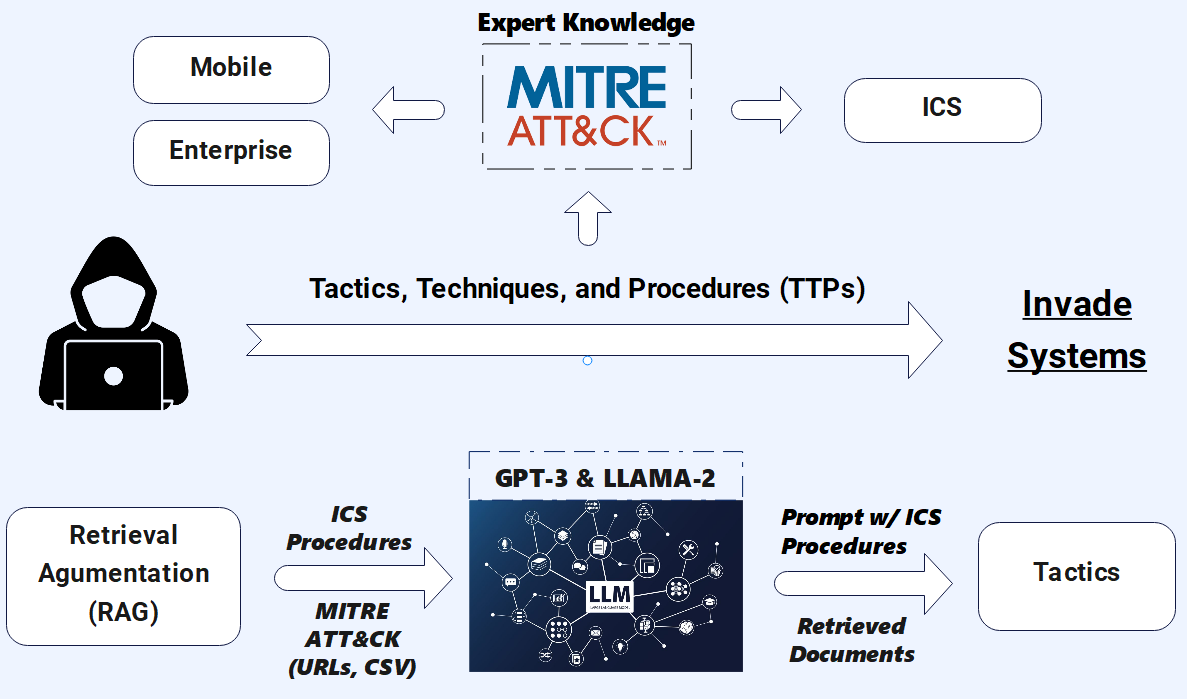 Expert Knowledge
Mobile
MITRE
ATT&CK™
ICS
Enterprise
Tactics, Techniques, and Procedures (TTPs)
Invade
Systems
GPT-3 & LLAMA-2
Retrieval
Agumentation
(RAG)
ICS
Procedures
MITRE
ATT&CK
(URLs, CSV)
LLM
Prompt w/ ICS
Procedures
Retrieved
Documents
Tactics